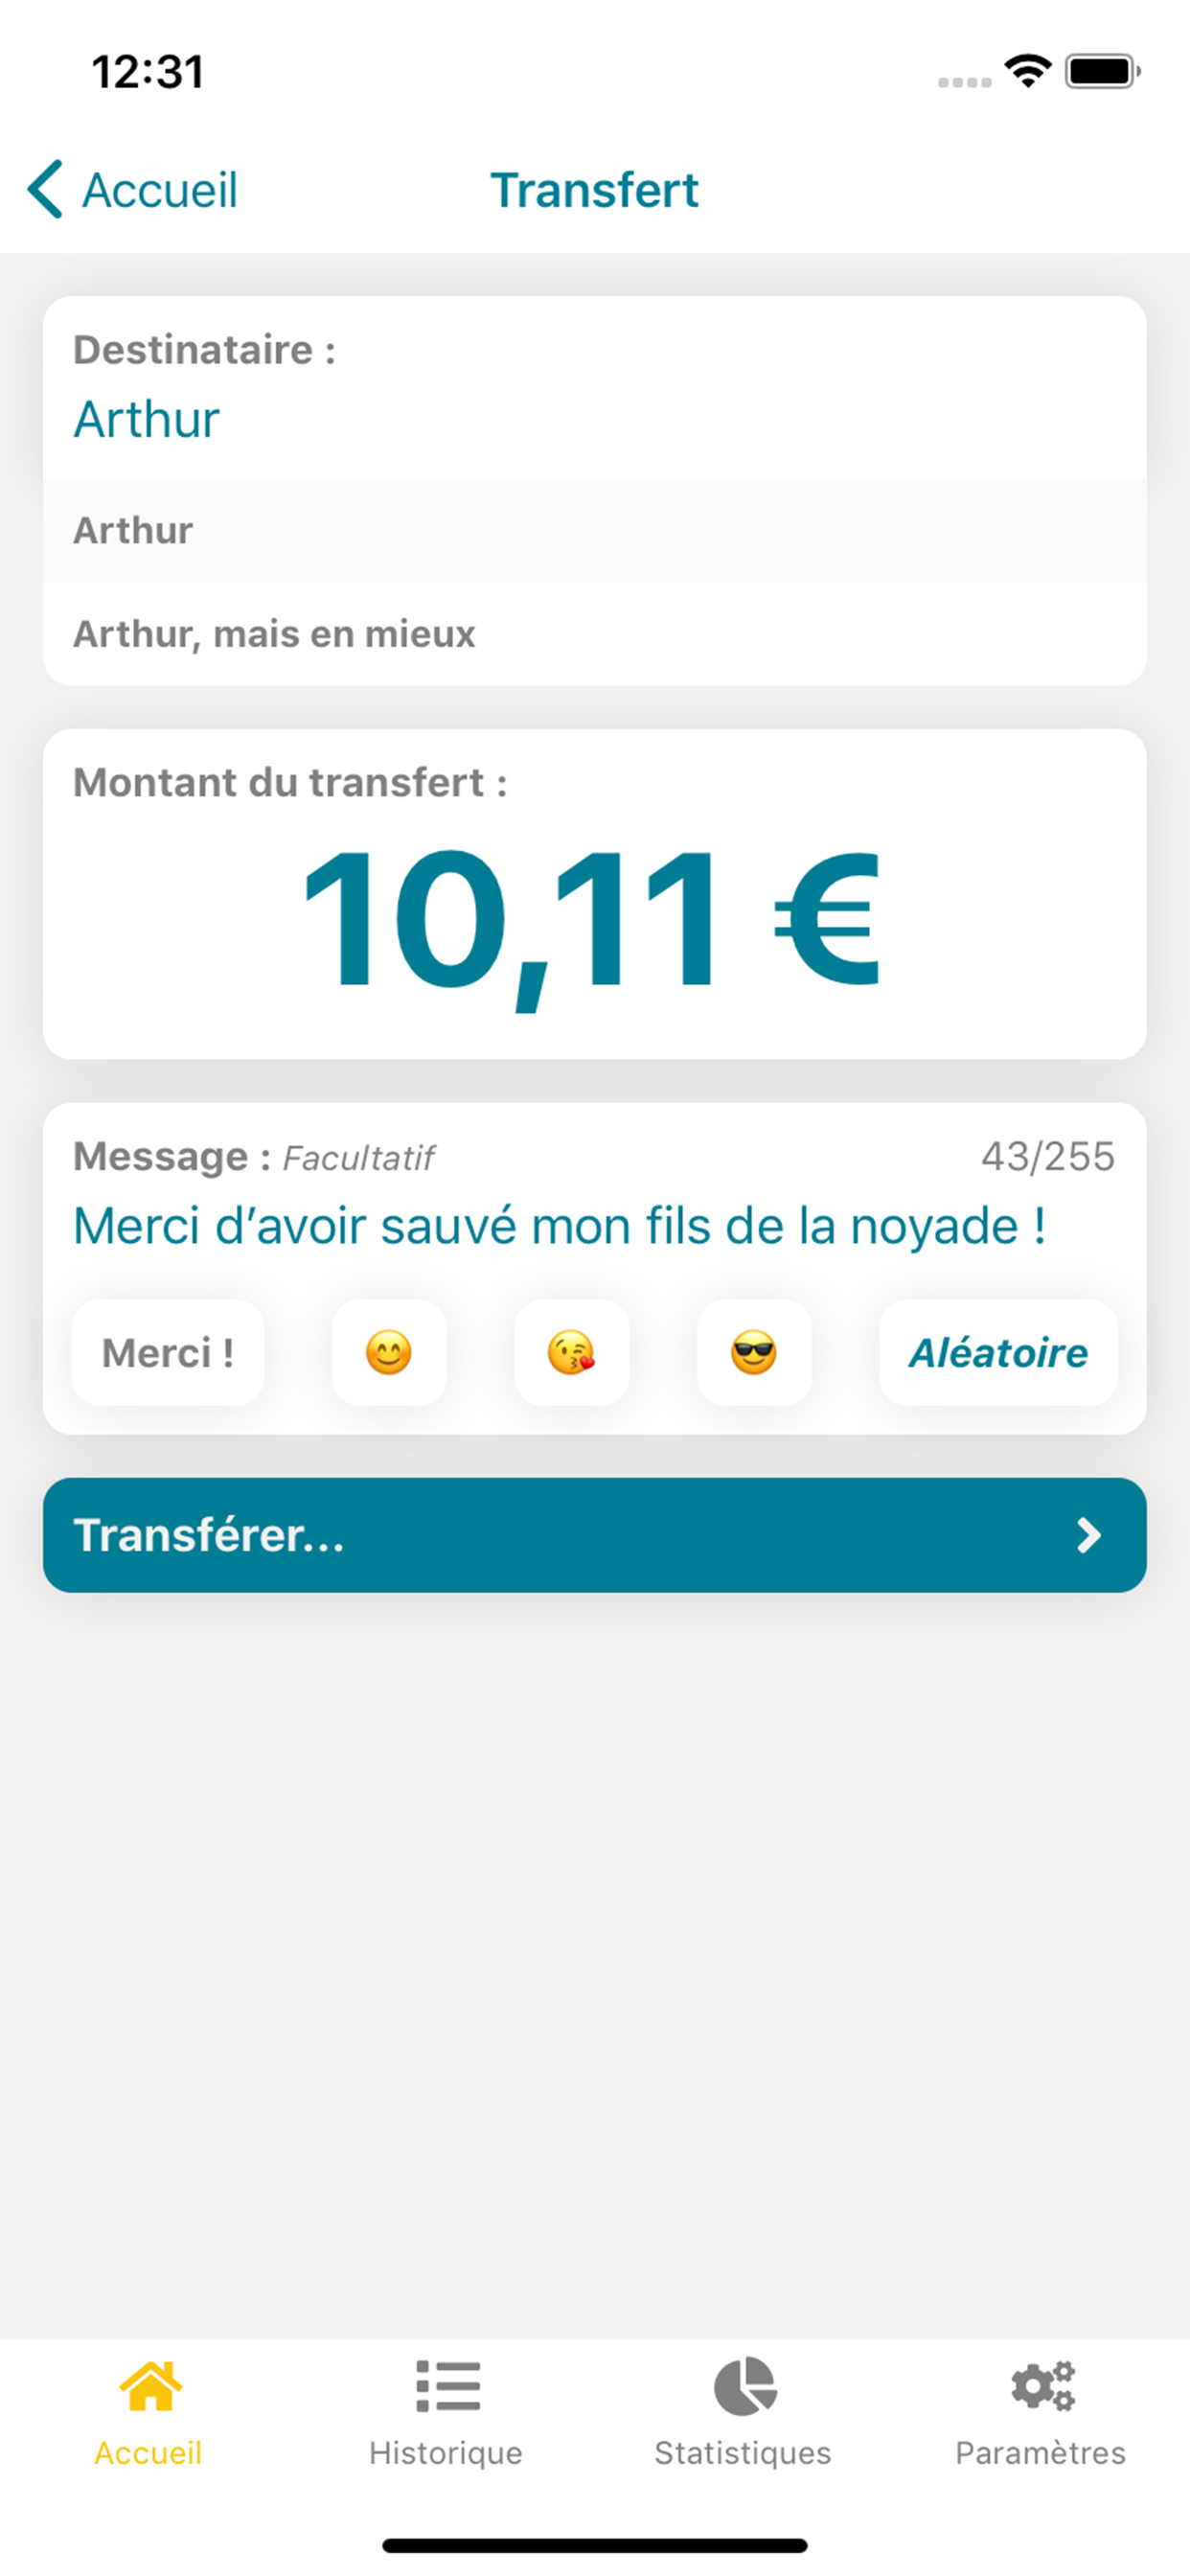 12:31
Accueil
Transfert
Destinataire :
Arthur
Arthur
Arthur, mais en mieux
Montant du transfert :
10,11 €
Message : Facultatif
43/255
Merci d’avoir sauvé mon fils de la noyade !
Merci !
😊
😘
😎
Aléatoire
Transférer...
Accueil
Historique
Statistiques
Paramètres